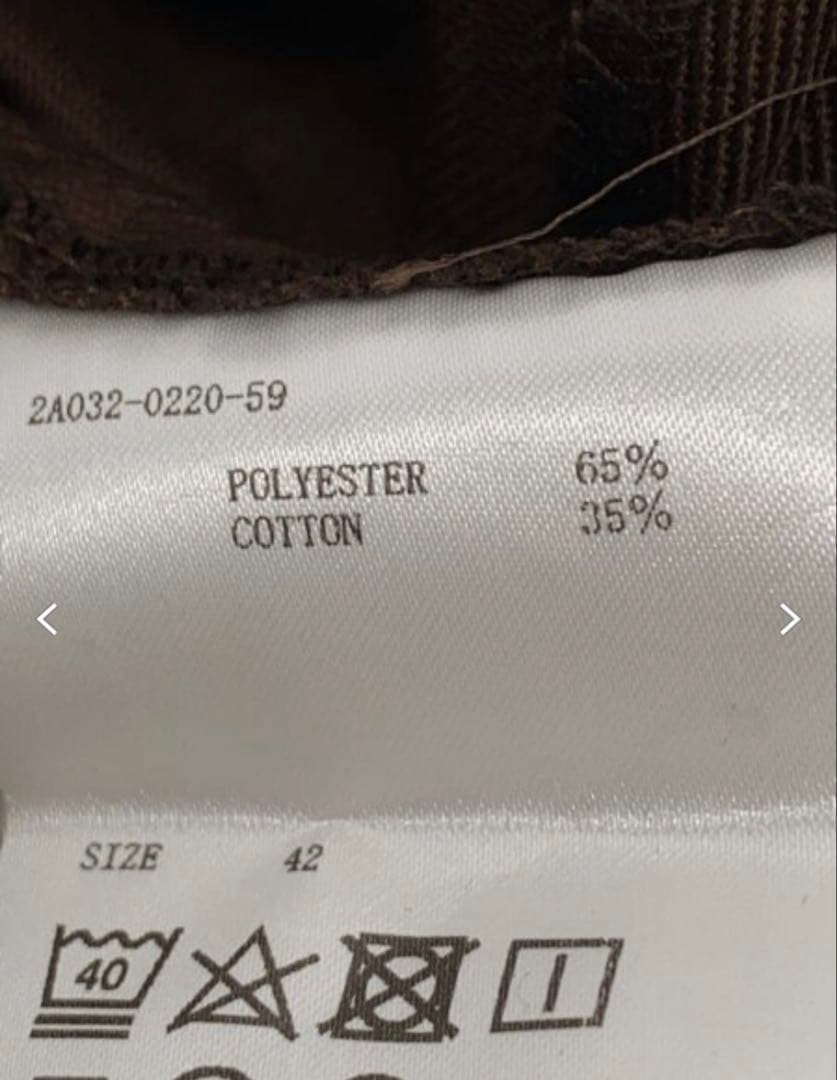 2A032-0220-59
POLYESTER 65%
COTTON 35%
SIZE 42
40